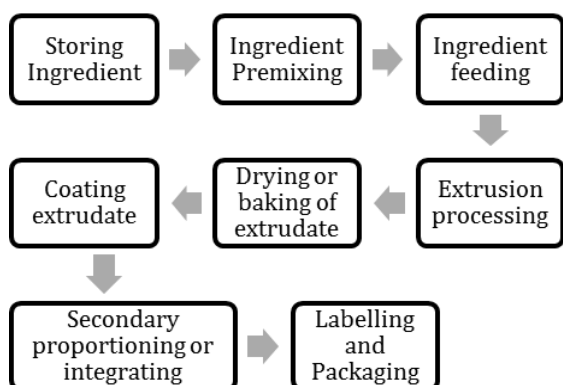 Storing
Ingredient
Ingredient
Premixing
Ingredient
feeding
Extrusion
processing
Drying or
baking of
extrudate
Coating
extrudate
Secondary
proportioning or
integrating
Labelling
and
Packaging